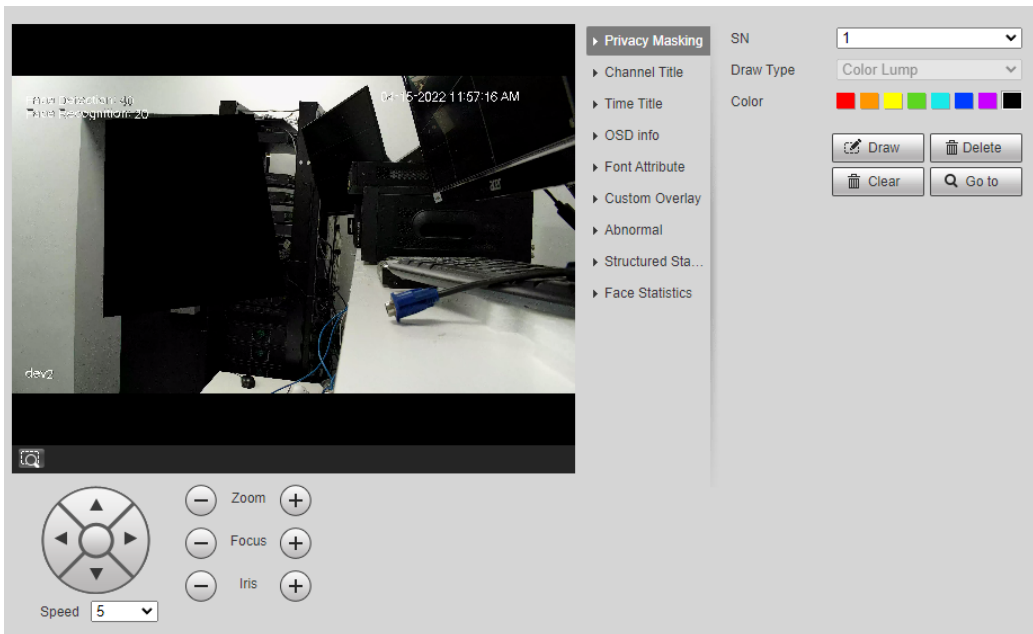 Face Detection: 40
Face Recognition: 20
04-15-2022 11:57:16 AM
acer
dev2
Privacy Masking
Channel Title
Time Title
OSD info
Font Attribute
Custom Overlay
Abnormal
Structured Sta...
Face Statistics
SN
1
Draw Type
Color Lump
Color
Draw
Delete
Clear
Go to
Zoom
Focus
Iris
Speed
5